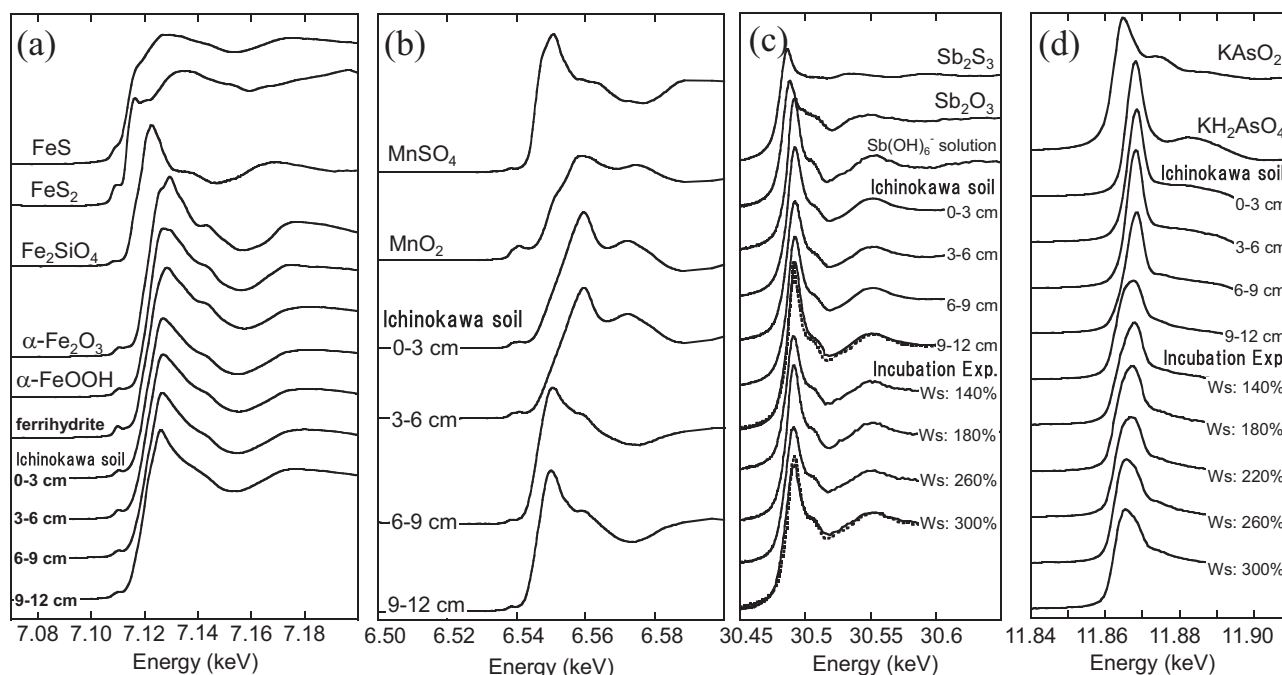 (a)
FeS
FeS2
Fe2SiO4
α-Fe2O3
α-FeOOH
ferrihydrite
Ichinokawa soil
0-3 cm
3-6 cm
6-9 cm
9-12 cm
7.08 7.10 7.12 7.14 7.16 7.18
Energy (keV)
(b)
MnSO4
MnO2
Ichinokawa soil
0-3 cm
3-6 cm
6-9 cm
9-12 cm
6.50 6.52 6.54 6.56 6.58
Energy (keV)
(c)
Sb2S3
Sb2O3
Sb(OH)6- solution
Ichinokawa soil
0-3 cm
3-6 cm
6-9 cm
9-12 cm
Incubation Exp.
Ws: 140%
Ws: 180%
Ws: 260%
Ws: 300%
30.45 30.5 30.55 30.6
Energy (keV)
(d)
KAsO2
KH2AsO4
Ichinokawa soil
0-3 cm
3-6 cm
6-9 cm
9-12 cm
Incubation Exp.
Ws: 140%
Ws: 180%
Ws: 220%
Ws: 260%
Ws: 300%
11.84 11.86 11.88 11.90
Energy (keV)